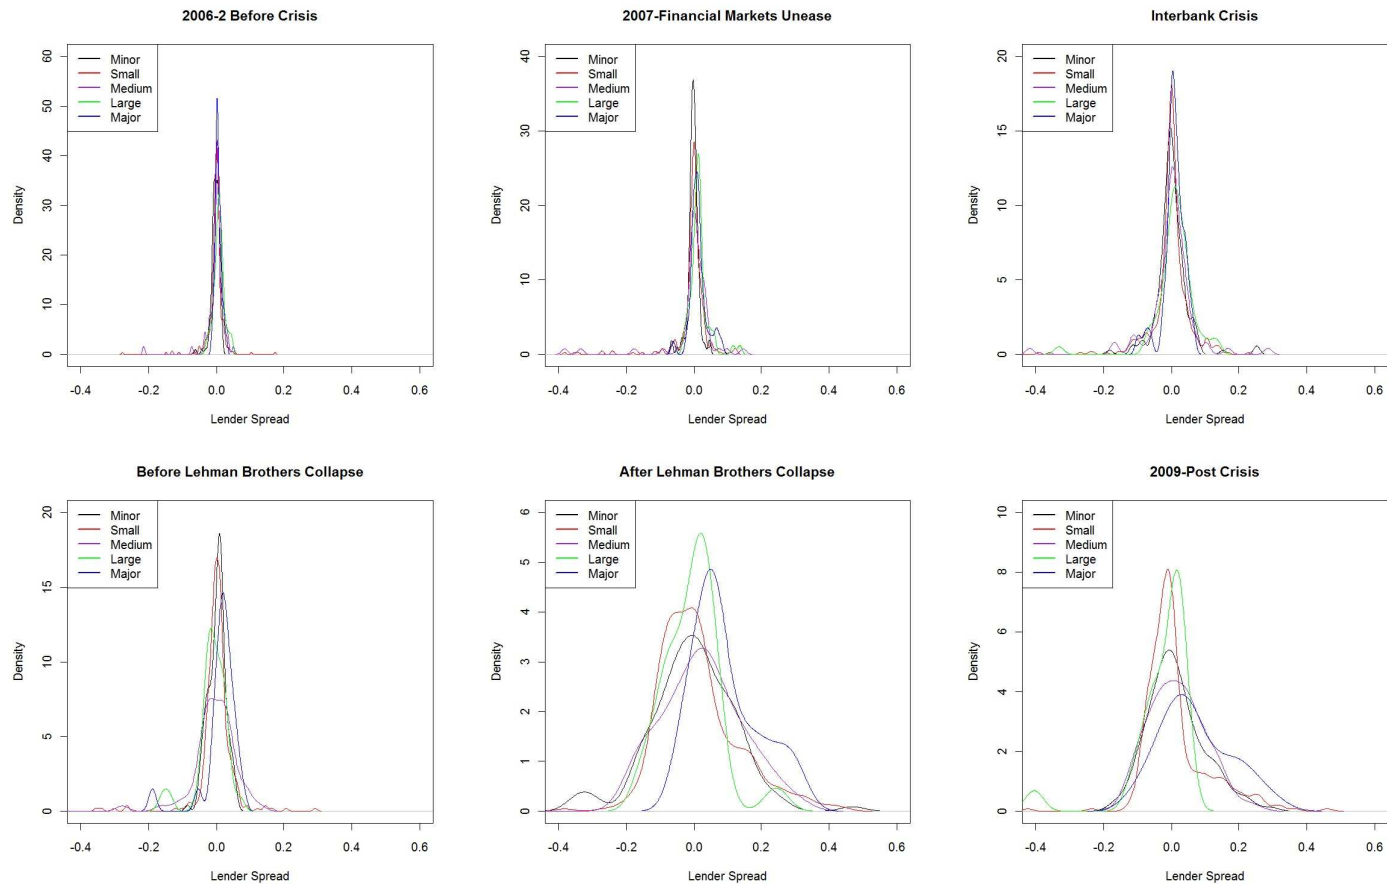 2006-2 Before Crisis
Density
60
50
40
30
20
10
0
Minor
Small
Medium
Large
Major
-0.4 -0.2 0.0 0.2 0.4 0.6
Lender Spread
2007-Financial Markets Unease
Density
40
30
20
10
0
Minor
Small
Medium
Large
Major
-0.4 -0.2 0.0 0.2 0.4 0.6
Lender Spread
Interbank Crisis
Density
20
15
10
5
0
Minor
Small
Medium
Large
Major
-0.4 -0.2 0.0 0.2 0.4 0.6
Lender Spread
Before Lehman Brothers Collapse
Density
20
15
10
5
0
Minor
Small
Medium
Large
Major
-0.4 -0.2 0.0 0.2 0.4 0.6
Lender Spread
After Lehman Brothers Collapse
Density
6
5
4
3
2
1
0
Minor
Small
Medium
Large
Major
-0.4 -0.2 0.0 0.2 0.4 0.6
Lender Spread
2009-Post Crisis
Density
10
8
6
4
2
0
Minor
Small
Medium
Large
Major
-0.4 -0.2 0.0 0.2 0.4 0.6
Lender Spread